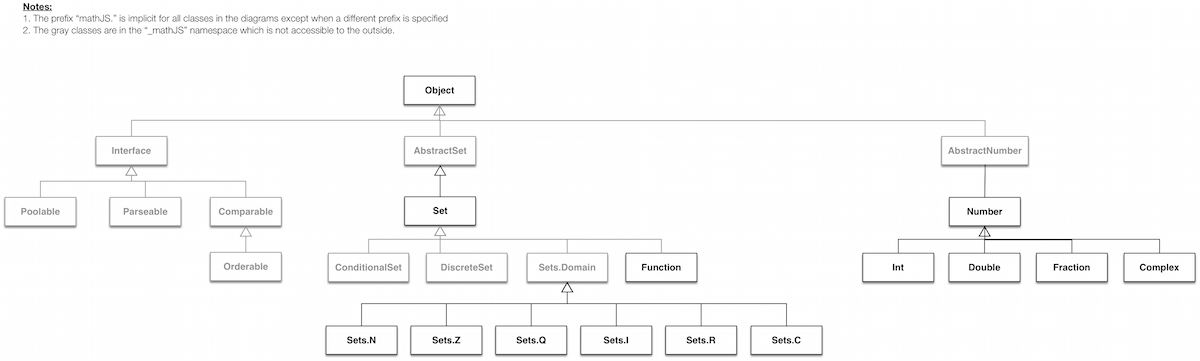 Notes:
1. The prefix “mathJS.” is implicit for all classes in the diagrams except when a different prefix is specified
2. The gray classes are in the “_mathJS” namespace which is not accessible to the outside.
Object
Interface
AbstractSet
AbstractNumber
Poolable
Parseable
Comparable
Set
Number
Orderable
ConditionalSet
DiscreteSet
Sets.Domain
Function
Int
Double
Fraction
Complex
Sets.N
Sets.Z
Sets.Q
Sets.I
Sets.R
Sets.C